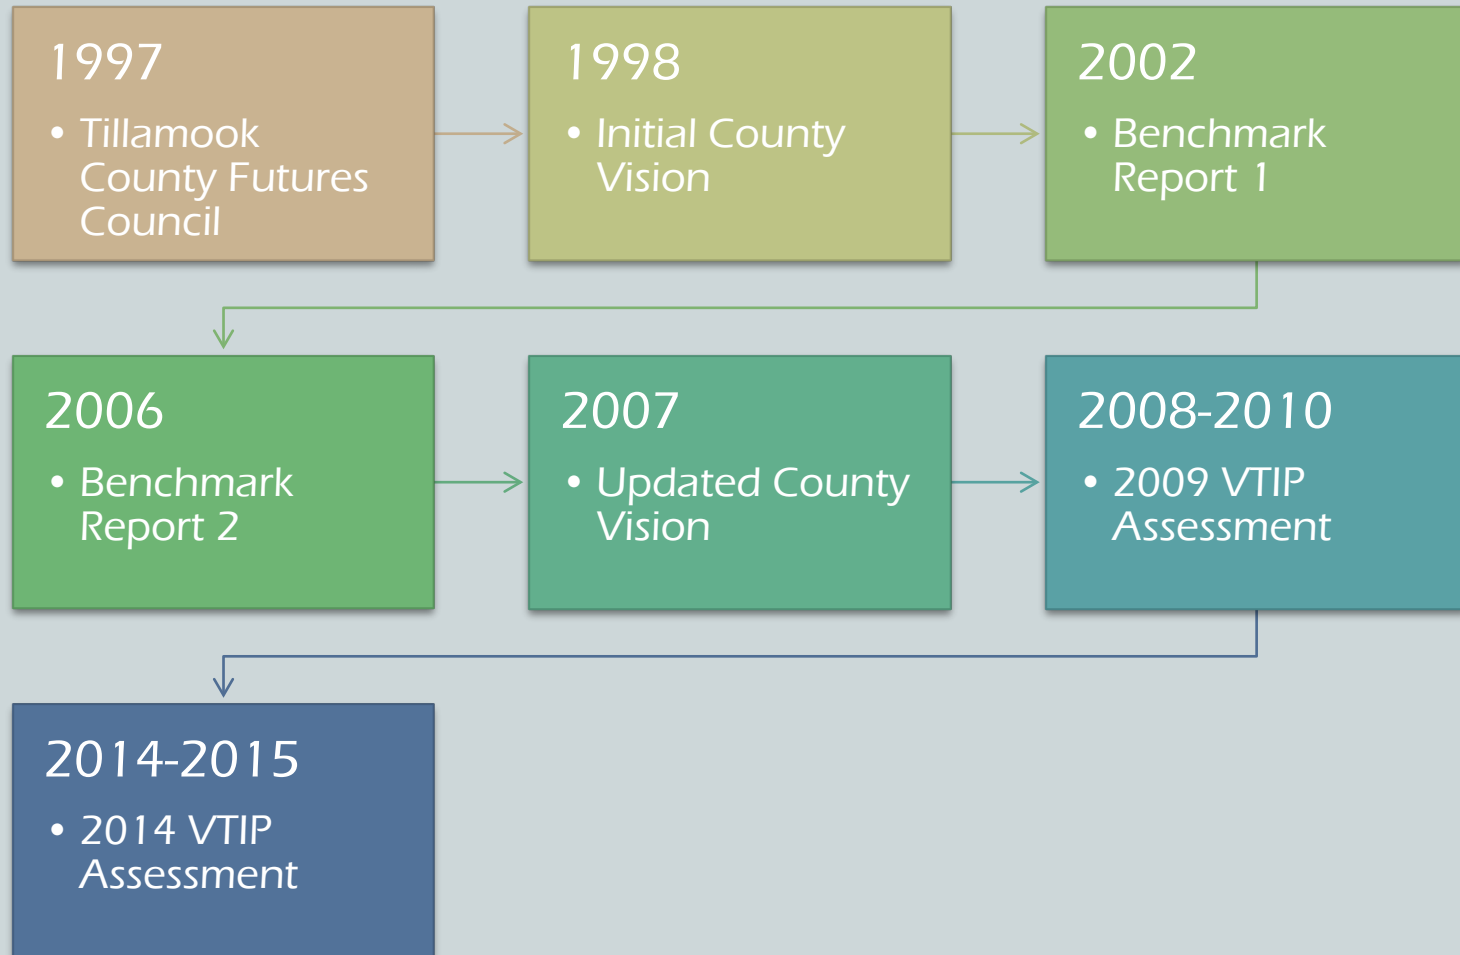 1997
• Tillamook
County Futures
Council
1998
• Initial County
Vision
2002
• Benchmark
Report 1
2006
• Benchmark
Report 2
2007
• Updated County
Vision
2008-2010
• 2009 VTIP
Assessment
2014-2015
• 2014 VTIP
Assessment